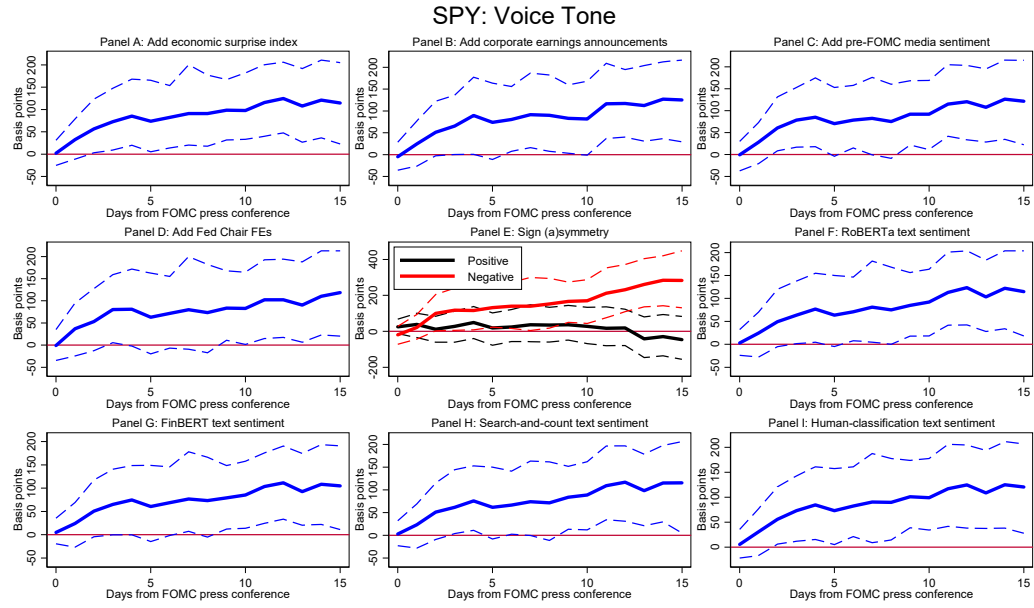 SPY: Voice Tone
Panel A: Add economic surprise index
Basis points
-50 0 50 100 150 200
0 5 10 15
Days from FOMC press conference
Panel B: Add corporate earnings announcements
Basis points
-50 0 50 100 150 200
0 5 10 15
Days from FOMC press conference
Panel C: Add pre-FOMC media sentiment
Basis points
-50 0 50 100 150 200
0 5 10 15
Days from FOMC press conference
Panel D: Add Fed Chair FEs
Basis points
-50 0 50 100 150 200
0 5 10 15
Days from FOMC press conference
Panel E: Sign (a)symmetry
Positive
Negative
Basis points
-200 0 200 400
0 5 10 15
Days from FOMC press conference
Panel F: RoBERTa text sentiment
Basis points
-50 0 50 100 150 200
0 5 10 15
Days from FOMC press conference
Panel G: FinBERT text sentiment
Basis points
-50 0 50 100 150 200
0 5 10 15
Days from FOMC press conference
Panel H: Search-and-count text sentiment
Basis points
-50 0 50 100 150 200
0 5 10 15
Days from FOMC press conference
Panel I: Human-classification text sentiment
Basis points
0 50 100 150 200
0 5 10 15
Days from FOMC press conference